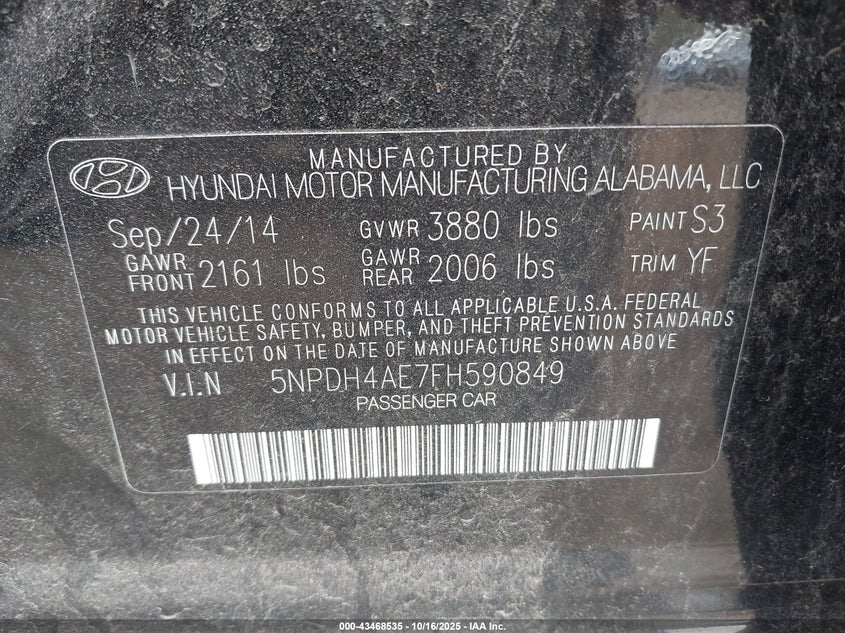 MANUFACTURED BY
HYUNDAI MOTOR MANUFACTURING ALABAMA, LLC
Sep/24/14 GVWR 3880 lbs PAINT S3
GAWR FRONT 2161 lbs GAWR REAR 2006 lbs TRIM YF
THIS VEHICLE CONFORMS TO ALL APPLICABLE U.S.A. FEDERAL
MOTOR VEHICLE SAFETY, BUMPER, AND THEFT PREVENTION STANDARDS
IN EFFECT ON THE DATE OF MANUFACTURE SHOWN ABOVE.
V.I.N 5NPDH4AE7FH590849
PASSENGER CAR
000-43468535 - 10/16/2025 - IAA Inc.